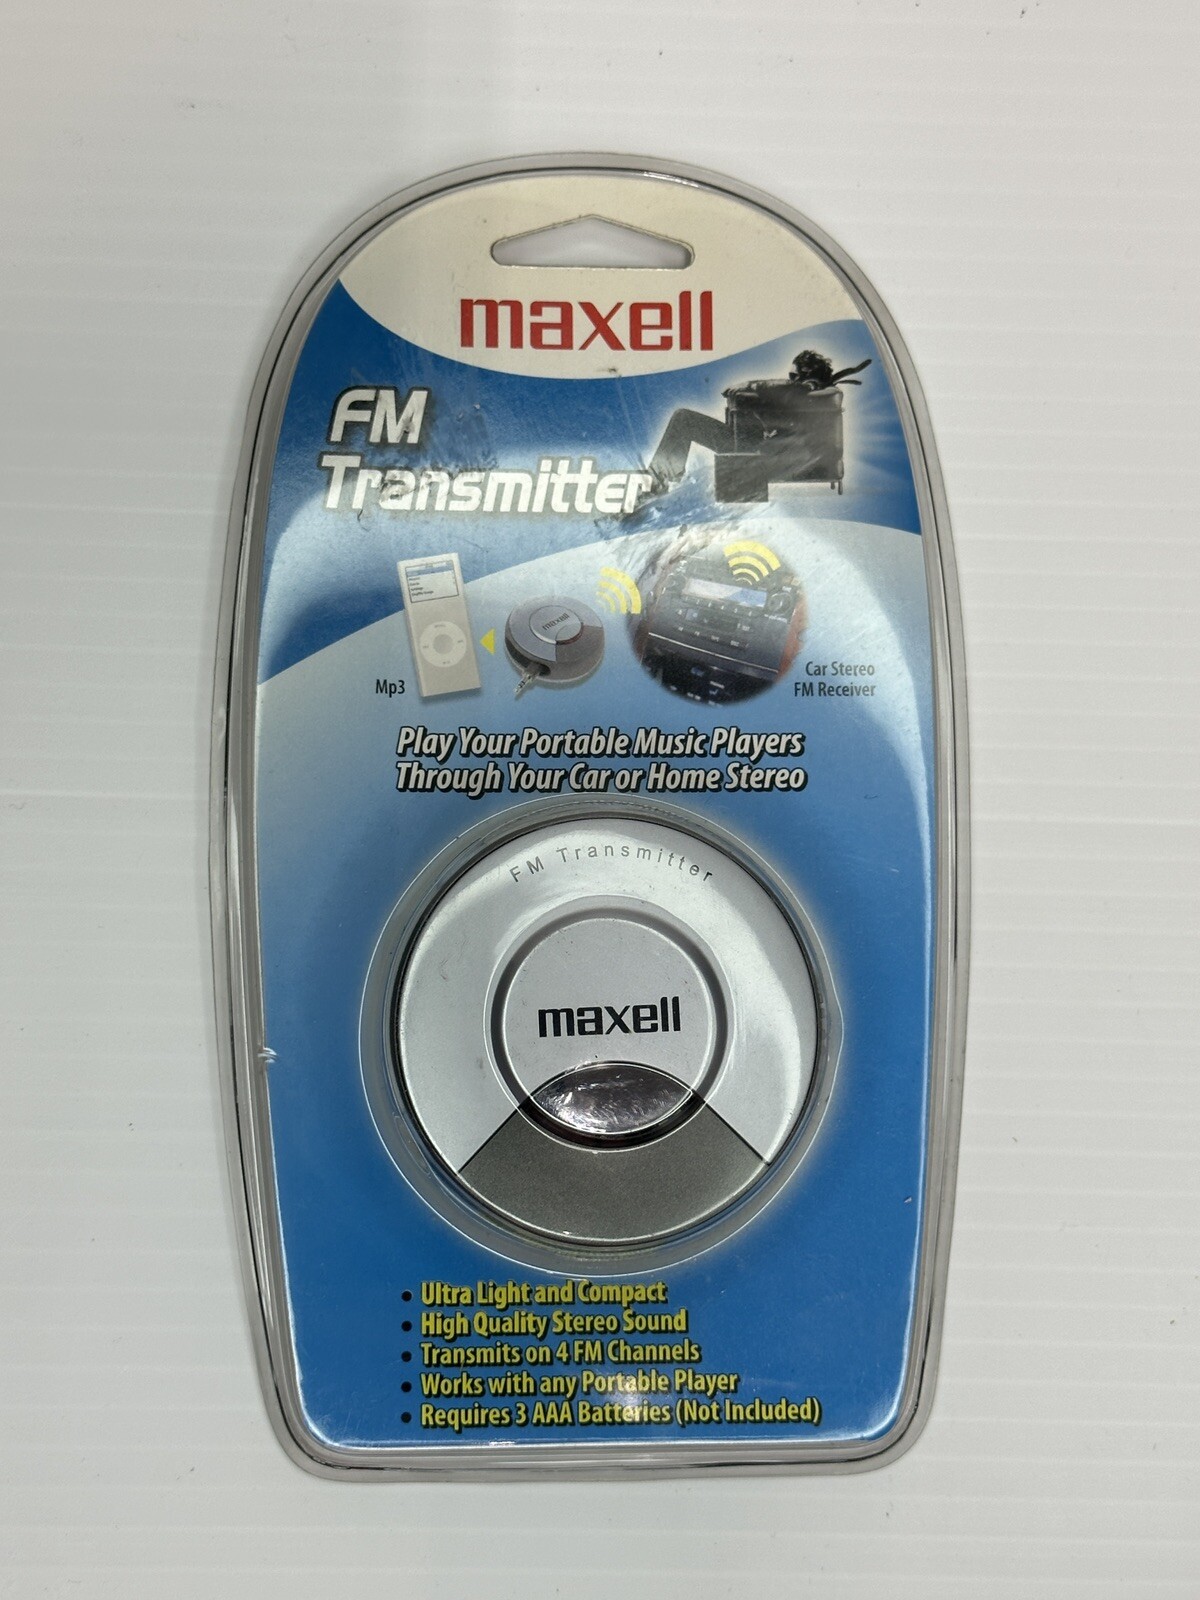 maxell
FM
Transmitter
Mp3
maxell
Car Stereo
FM Receiver
Play Your Portable Music Players
Through Your Car or Home Stereo
FM Transmitter
maxell
• Ultra Light and Compact
• High Quality Stereo Sound
• Transmits on 4 FM Channels
• Works with any Portable Player
• Requires 3 AAA Batteries (Not Included)